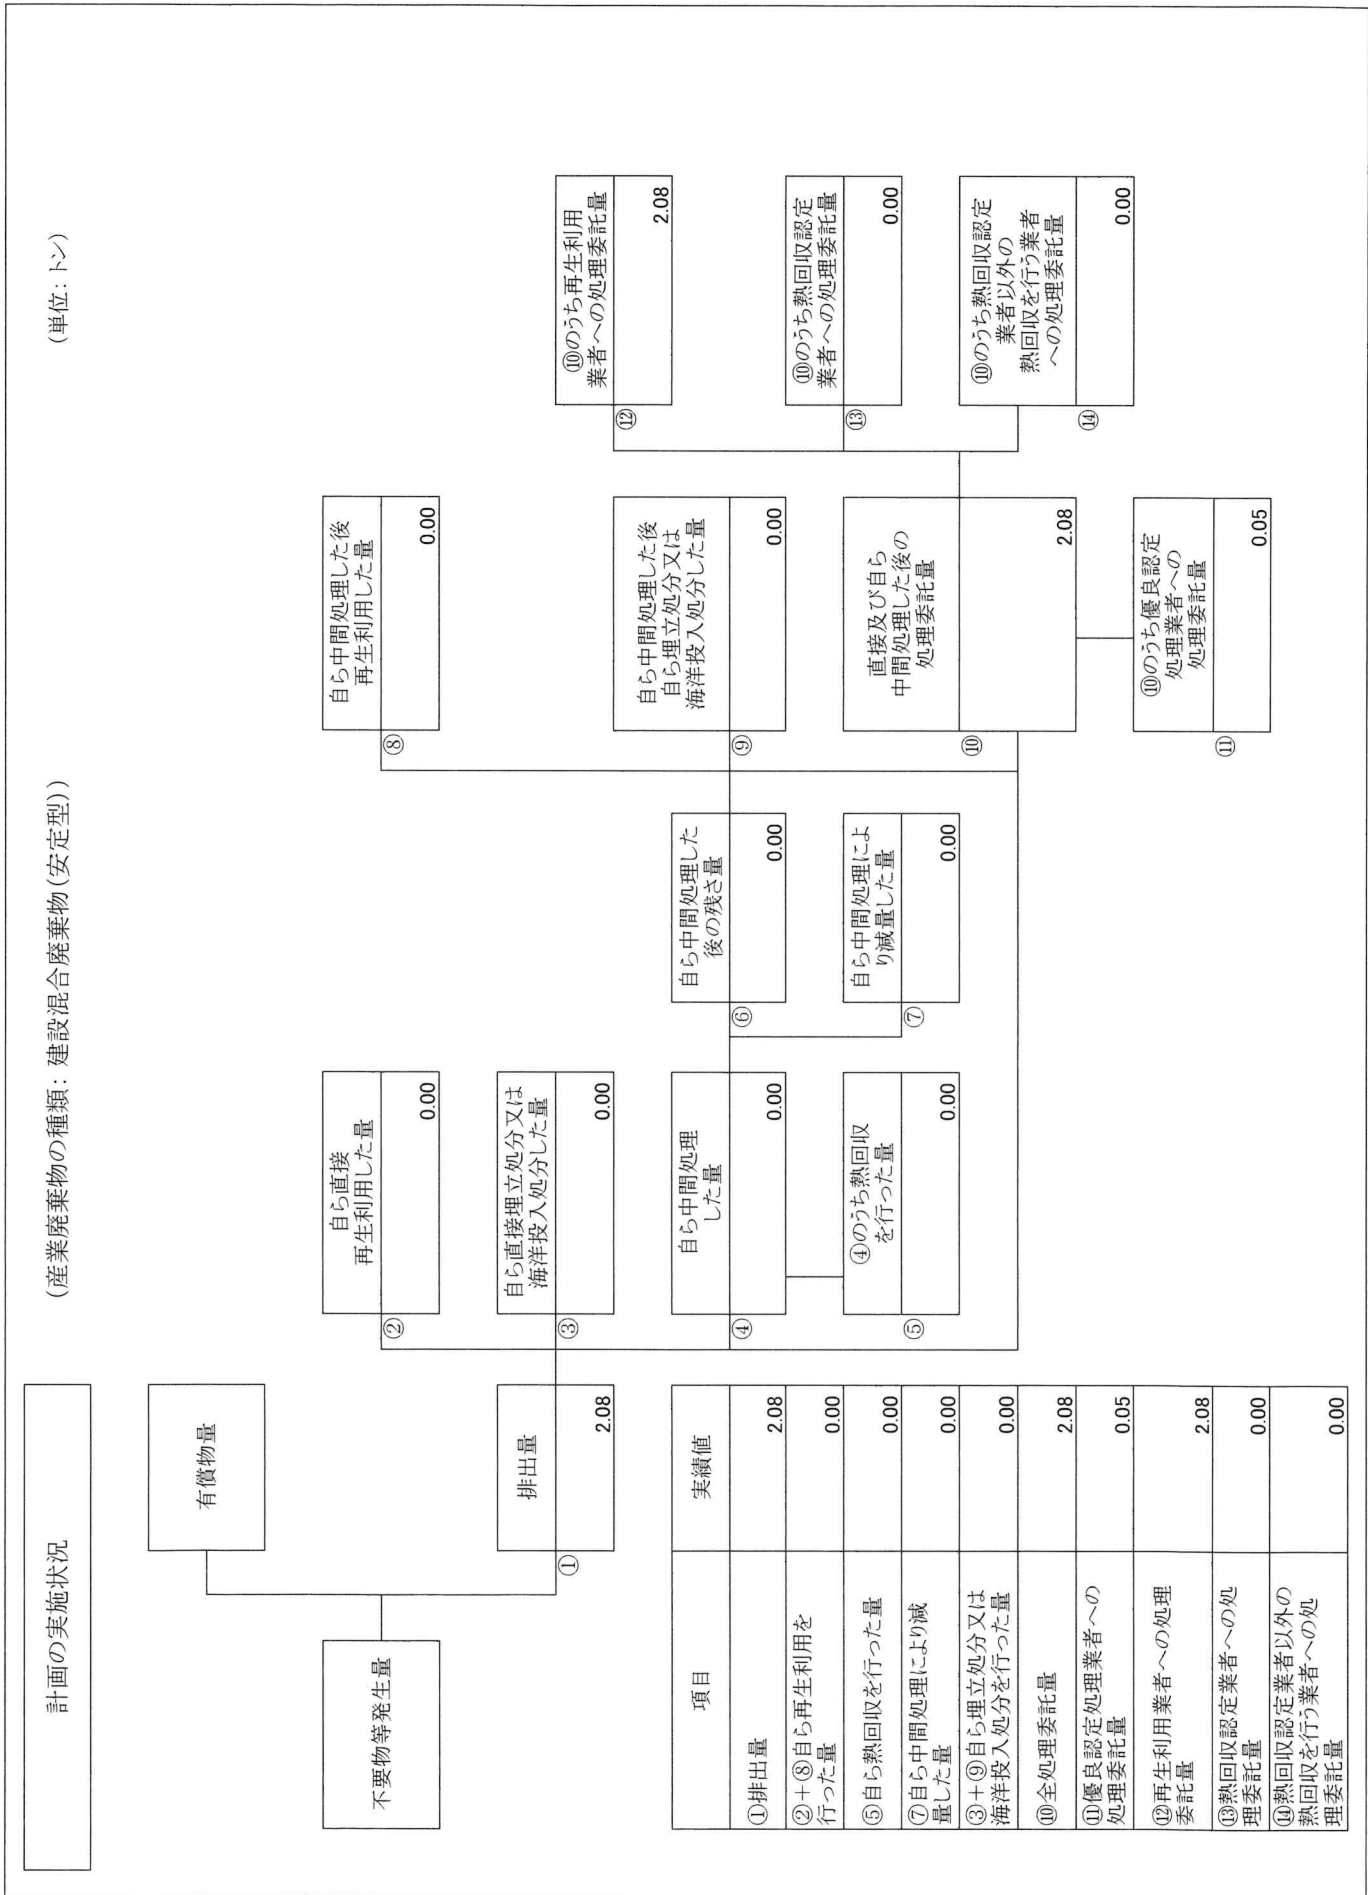 計画の実施状況
(産業廃棄物の種類: 建設混合廃棄物(安定型))
(単位: トン)
不要物等発生量
有償物量
①
排出量
2.08
②
自ら直接
再生利用した量
0.00
③
自ら直接埋立処分又は
海洋投入処分した量
0.00
④
自ら中間処理
した量
0.00
⑤
④のうち熱回収
を行った量
0.00
⑥
自ら中間処理した
後の残さ量
0.00
⑦
自ら中間処理によ
り減量した量
0.00
⑧
自ら中間処理した後
再生利用した量
0.00
⑨
自ら中間処理した後
自ら埋立処分又は
海洋投入処分した量
0.00
⑩
直接及び自ら
中間処理した後の
処理委託量
2.08
⑪
⑩のうち優良認定
処理業者への
処理委託量
0.05
⑫
⑩のうち再生利用
業者への処理委託量
2.08
⑬
⑩のうち熱回収認定
業者への処理委託量
0.00
⑭
⑩のうち熱回収認定
業者以外の
熱回収を行う業者
への処理委託量
0.00
項目 実績値
①排出量 2.08
②+⑧自ら再生利用を
行った量 0.00
⑤自ら熱回収を行った量 0.00
⑦自ら中間処理により減
量した量 0.00
③+⑨自ら埋立処分又は
海洋投入処分を行った量 0.00
⑩全処理委託量 2.08
⑪優良認定処理業者への
処理委託量 0.05
⑫再生利用業者への処理
委託量 2.08
⑬熱回収認定業者への処
理委託量 0.00
⑭熱回収認定業者以外の
熱回収を行う業者への処
理委託量 0.00